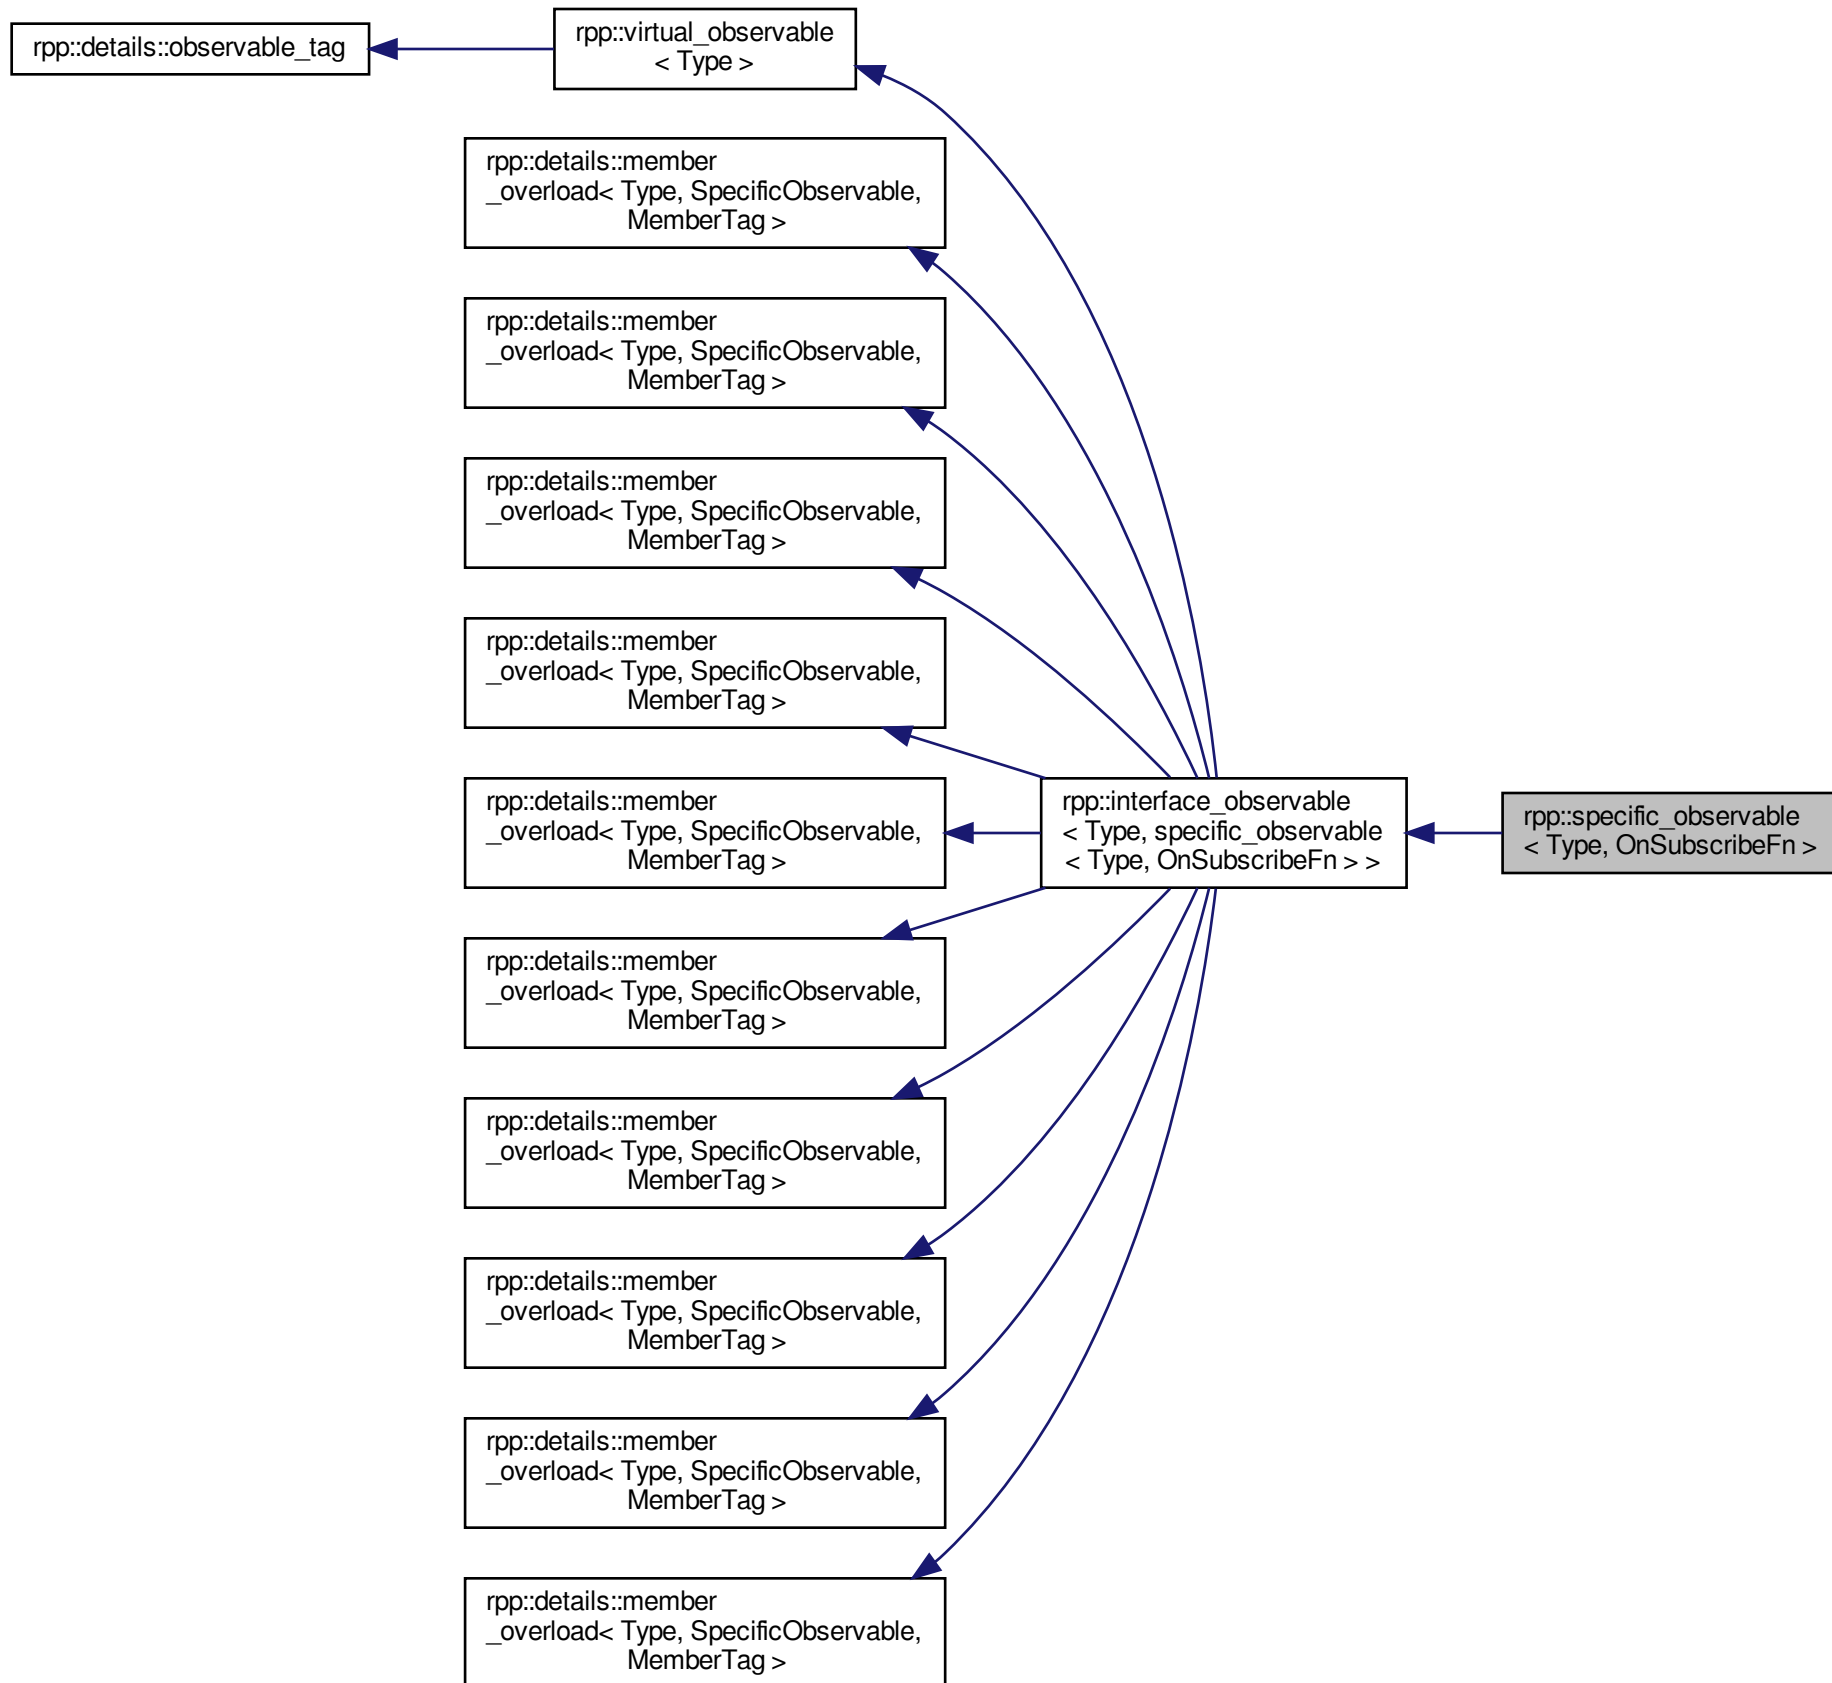 rpp::details::observable_tag
rpp::virtual_observable
< Type >
rpp::details::member
_overload< Type, SpecificObservable,
MemberTag >
rpp::details::member
_overload< Type, SpecificObservable,
MemberTag >
rpp::details::member
_overload< Type, SpecificObservable,
MemberTag >
rpp::details::member
_overload< Type, SpecificObservable,
MemberTag >
rpp::details::member
_overload< Type, SpecificObservable,
MemberTag >
rpp::details::member
_overload< Type, SpecificObservable,
MemberTag >
rpp::details::member
_overload< Type, SpecificObservable,
MemberTag >
rpp::details::member
_overload< Type, SpecificObservable,
MemberTag >
rpp::details::member
_overload< Type, SpecificObservable,
MemberTag >
rpp::details::member
_overload< Type, SpecificObservable,
MemberTag >
rpp::interface_observable
< Type, specific_observable
< Type, OnSubscribeFn > >
rpp::specific_observable
< Type, OnSubscribeFn >